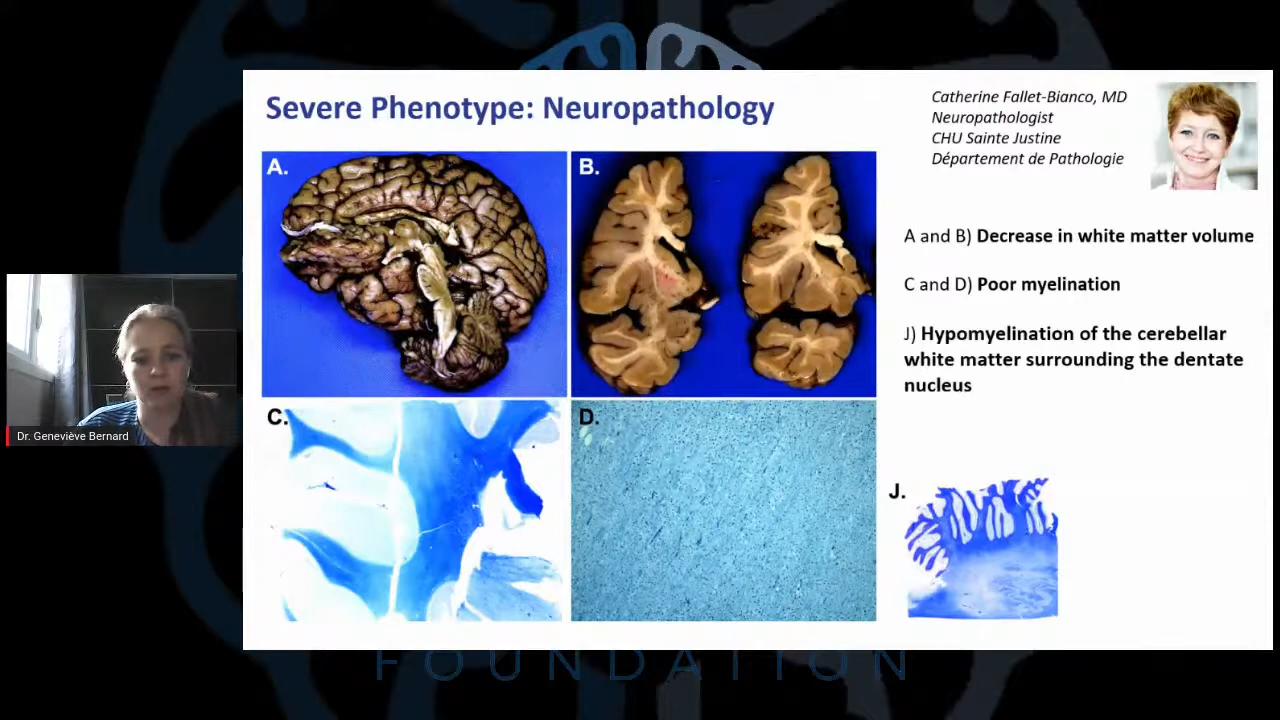 Severe Phenotype: Neuropathology
Catherine Fallet-Bianco, MD
Neuropathologist
CHU Sainte Justine
Département de Pathologie
A.
B.
A and B) Decrease in white matter volume
C and D) Poor myelination
J) Hypomyelination of the cerebellar
white matter surrounding the dentate
nucleus
C.
D.
J.
Dr. Geneviève Bernard
FOUNDATION